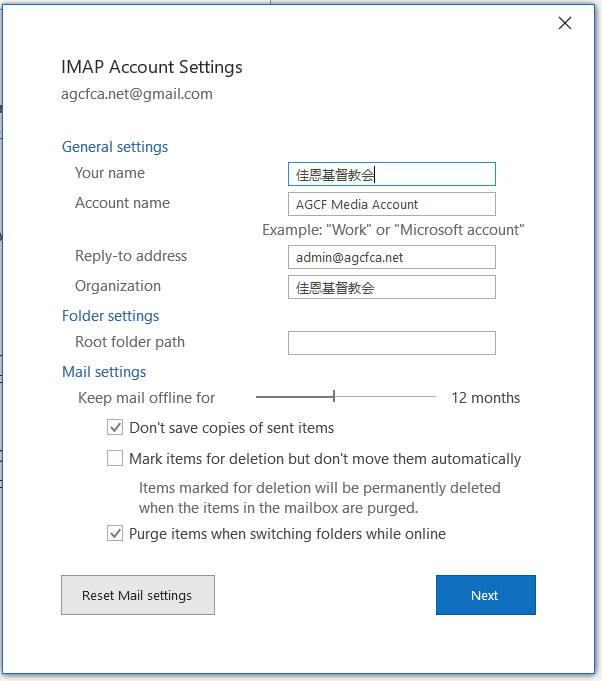 IMAP Account Settings
agcfca.net@gmail.com
General settings
Your name 佳恩基督教会
Account name AGCF Media Account
Example: "Work" or "Microsoft account"
Reply-to address admin@agcfca.net
Organization 佳恩基督教会
Folder settings
Root folder path
Mail settings
Keep mail offline for 12 months
Don't save copies of sent items
Mark items for deletion but don't move them automatically
Items marked for deletion will be permanently deleted
when the items in the mailbox are purged.
Purge items when switching folders while online
Reset Mail settings Next